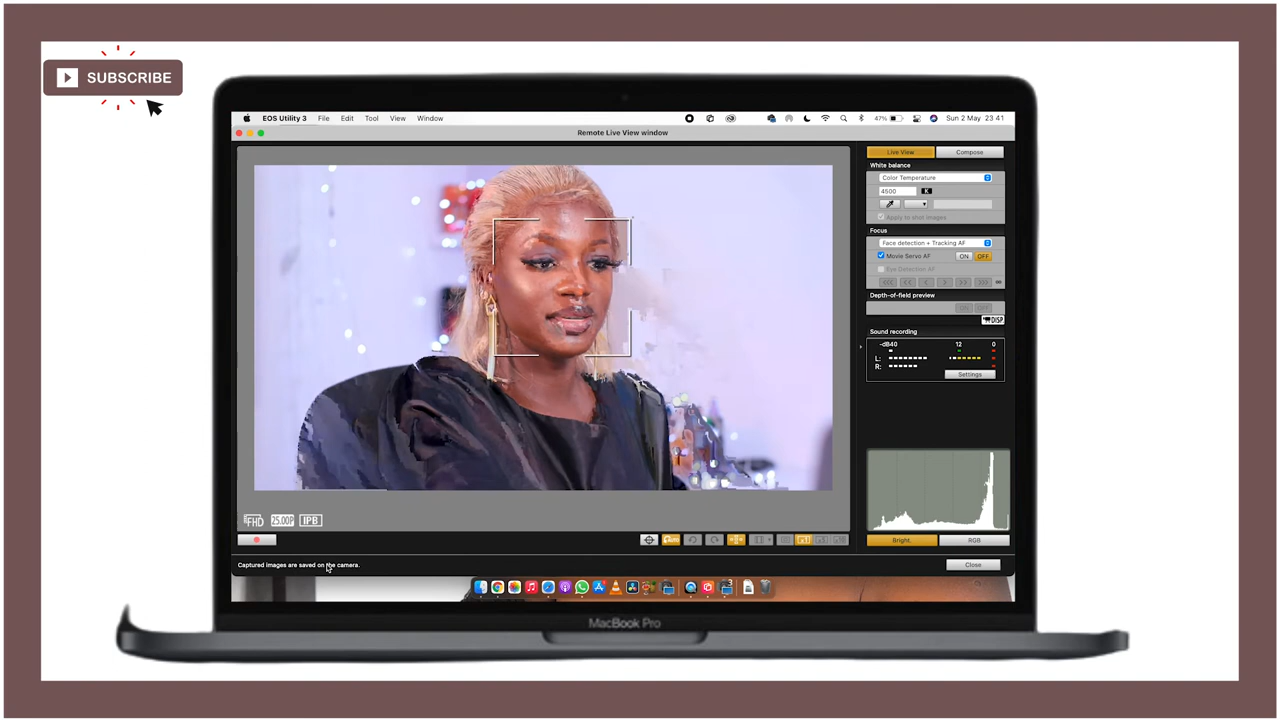 SUBSCRIBE
EOS Utility 3 File Edit Tool View Window 47% Sun 2 May 23 41
Remote Live View window
Live View Compose
White balance
Color Temperature
4500 K
Apply to shot images
Focus
Face detection + Tracking AF
Movie Servo AF ON OFF
Eye Detection AF
Depth-of-field preview
ON OFF
DISP
Sound recording
-dB40 12 0
L:
R:
Settings
FHD 25.00P IPB
Bright. RGB
Captured images are saved on the camera.
Close
MacBook Pro